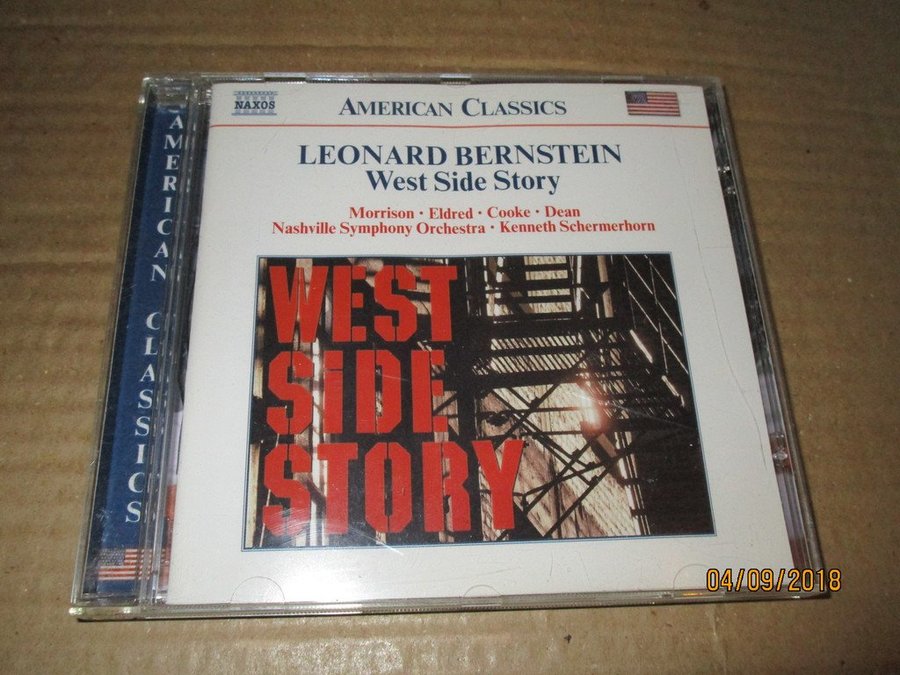 NAXOS
AMERICAN CLASSICS
LEONARD BERNSTEIN
West Side Story
Morrison · Eldred · Cooke · Dean
Nashville Symphony Orchestra · Kenneth Schermerhorn
WEST
SiDE
STORY
AMERICAN CLASSICS
04/09/2018